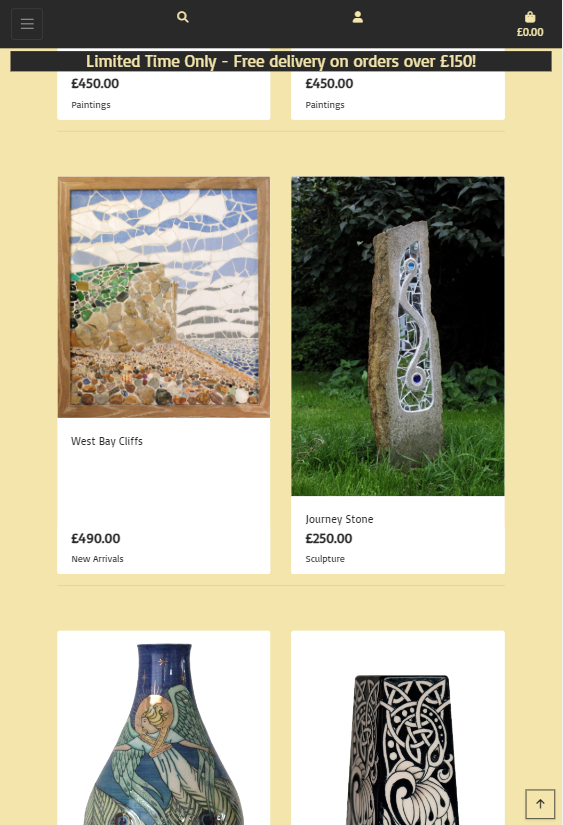 £0.00
Limited Time Only - Free delivery on orders over £150!
£450.00
Paintings
£450.00
Paintings
West Bay Cliffs
£490.00
New Arrivals
Journey Stone
£250.00
Sculpture